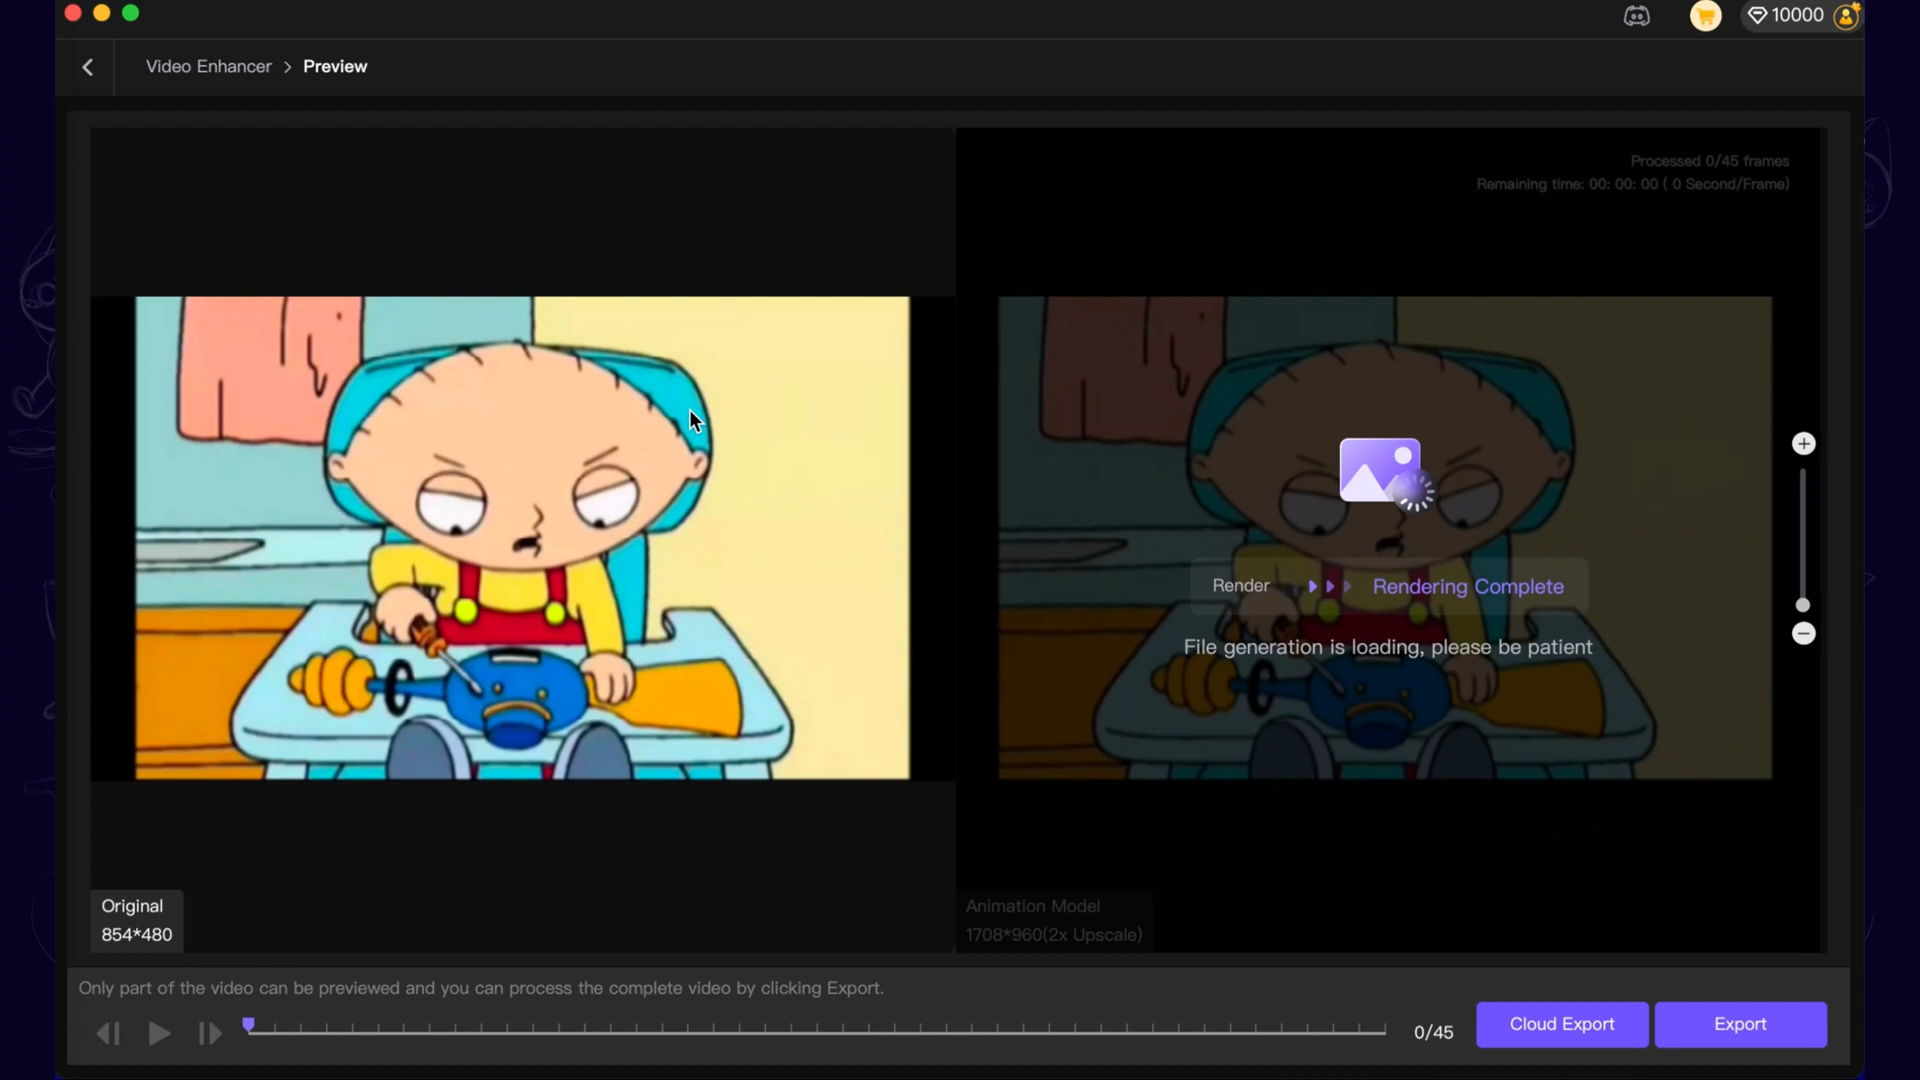 10000
Video Enhancer > Preview
Processed 0/45 frames
Remaining time: 00: 00: 00 ( 0 Second/Frame)
Render
Rendering Complete
File generation is loading, please be patient
Original
854*480
Animation Model
1708*960(2x Upscale)
Only part of the video can be previewed and you can process the complete video by clicking Export.
0/45
Cloud Export
Export